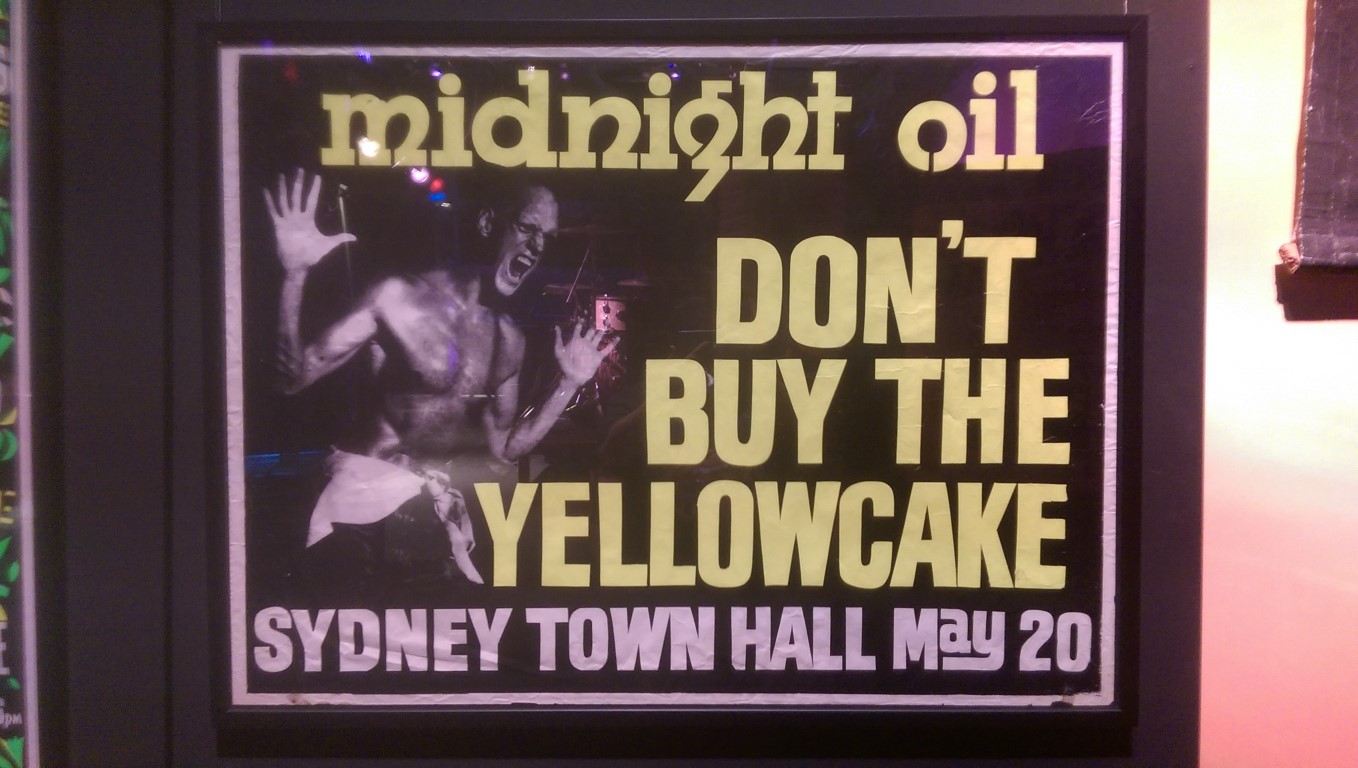 midnight oil
DON'T
BUY THE
YELLOWCAKE
SYDNEY TOWN HALL May 20